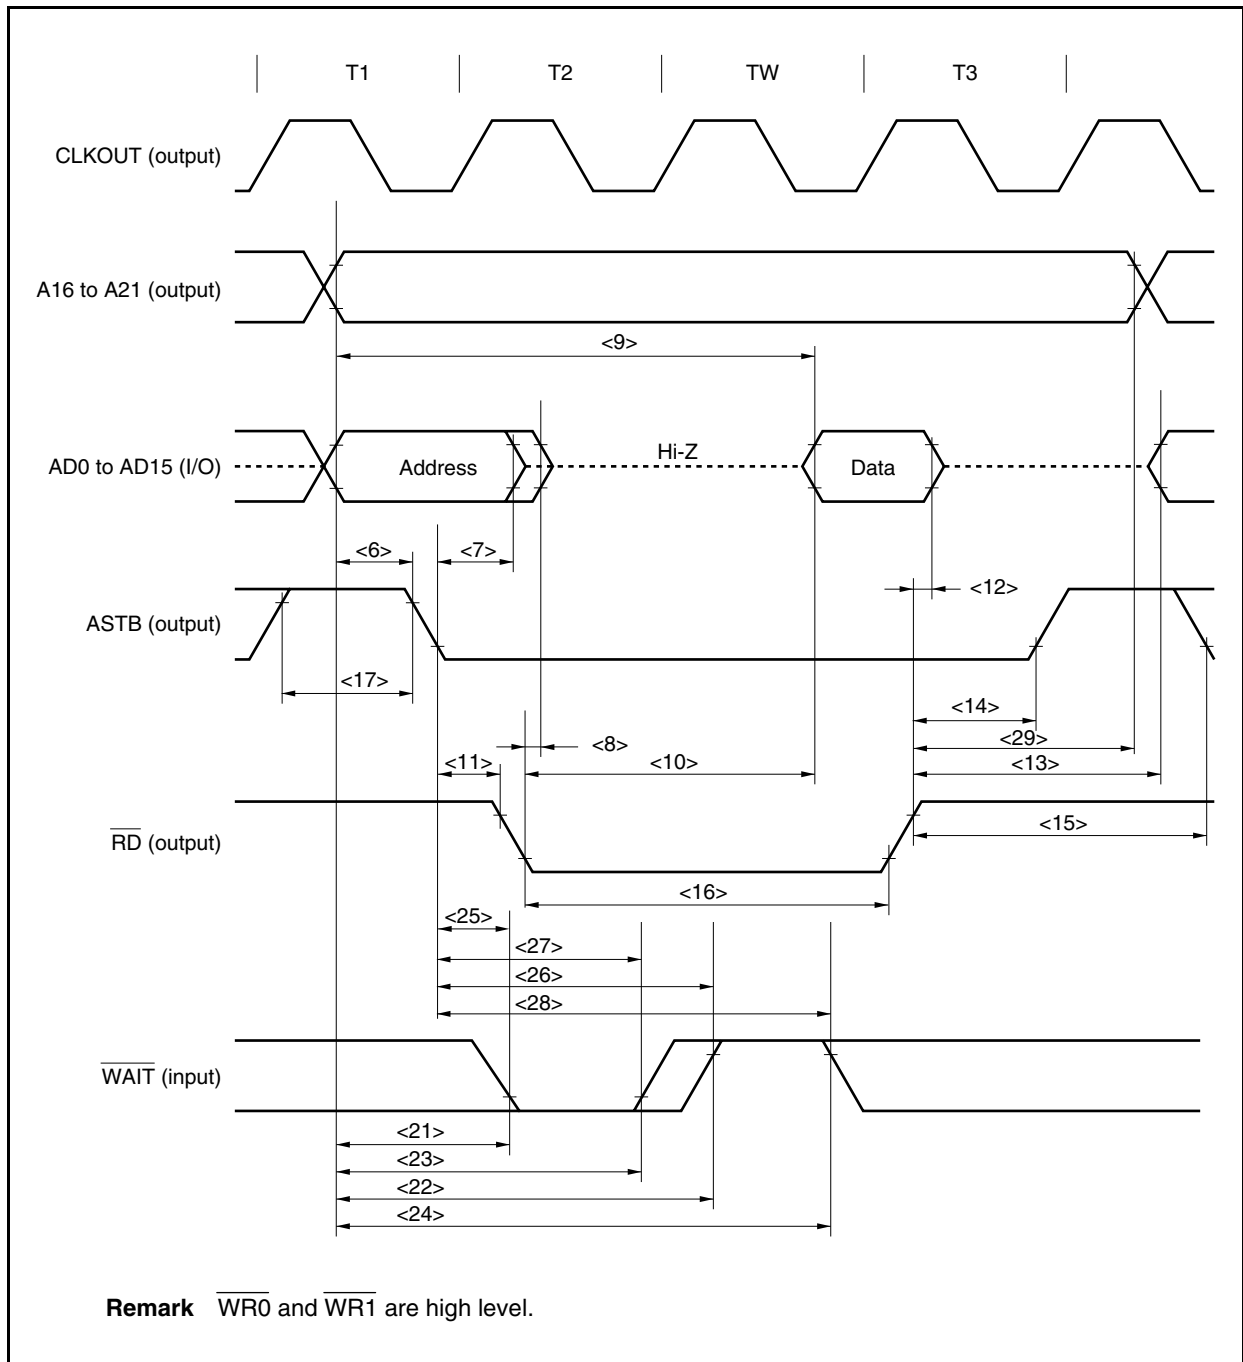 T1 T2 TW T3
CLKOUT (output)
A16 to A21 (output)
<9>
AD0 to AD15 (I/O)
Address
Hi-Z
Data
<6> <7>
<12>
ASTB (output)
<17>
<14>
<8>
<29>
<11>
<10>
<13>
RD (output)
<15>
<16>
<25>
<27>
<26>
<28>
WAIT (input)
<21>
<23>
<22>
<24>
Remark WR0 and WR1 are high level.